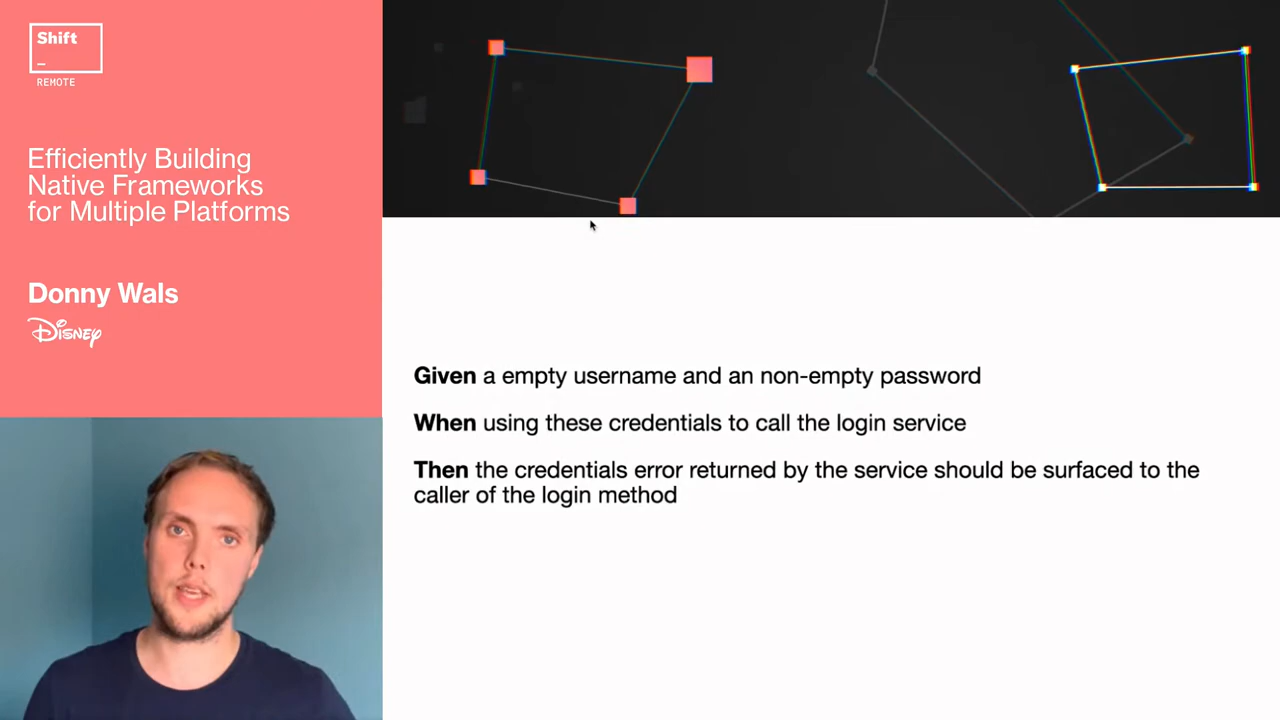 Shift
_
REMOTE
Efficiently Building
Native Frameworks
for Multiple Platforms
Donny Wals
Disney
Given a empty username and an non-empty password
When using these credentials to call the login service
Then the credentials error returned by the service should be surfaced to the
caller of the login method